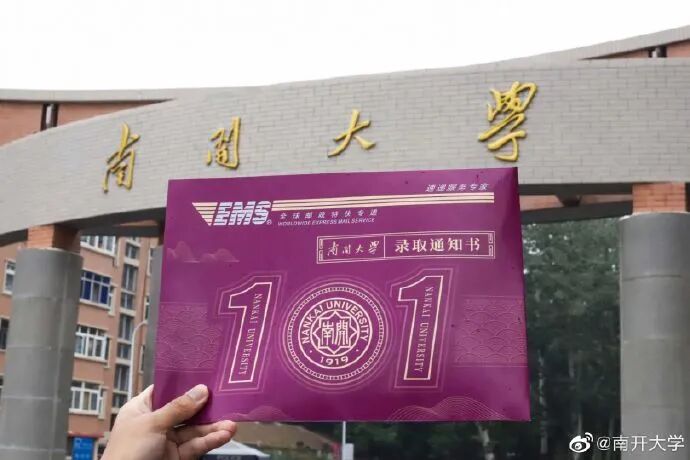 南開大學
速递服务专家
EMS®
全球邮政特快专递
WORLDWIDE EXPRESS MAIL SERVICE
南開大學 录取通知书
1 1
NANKAI UNIVERSITY
NANKAI UNIVERSITY
南開
1919
NANKAI UNIVERSITY
@南开大学